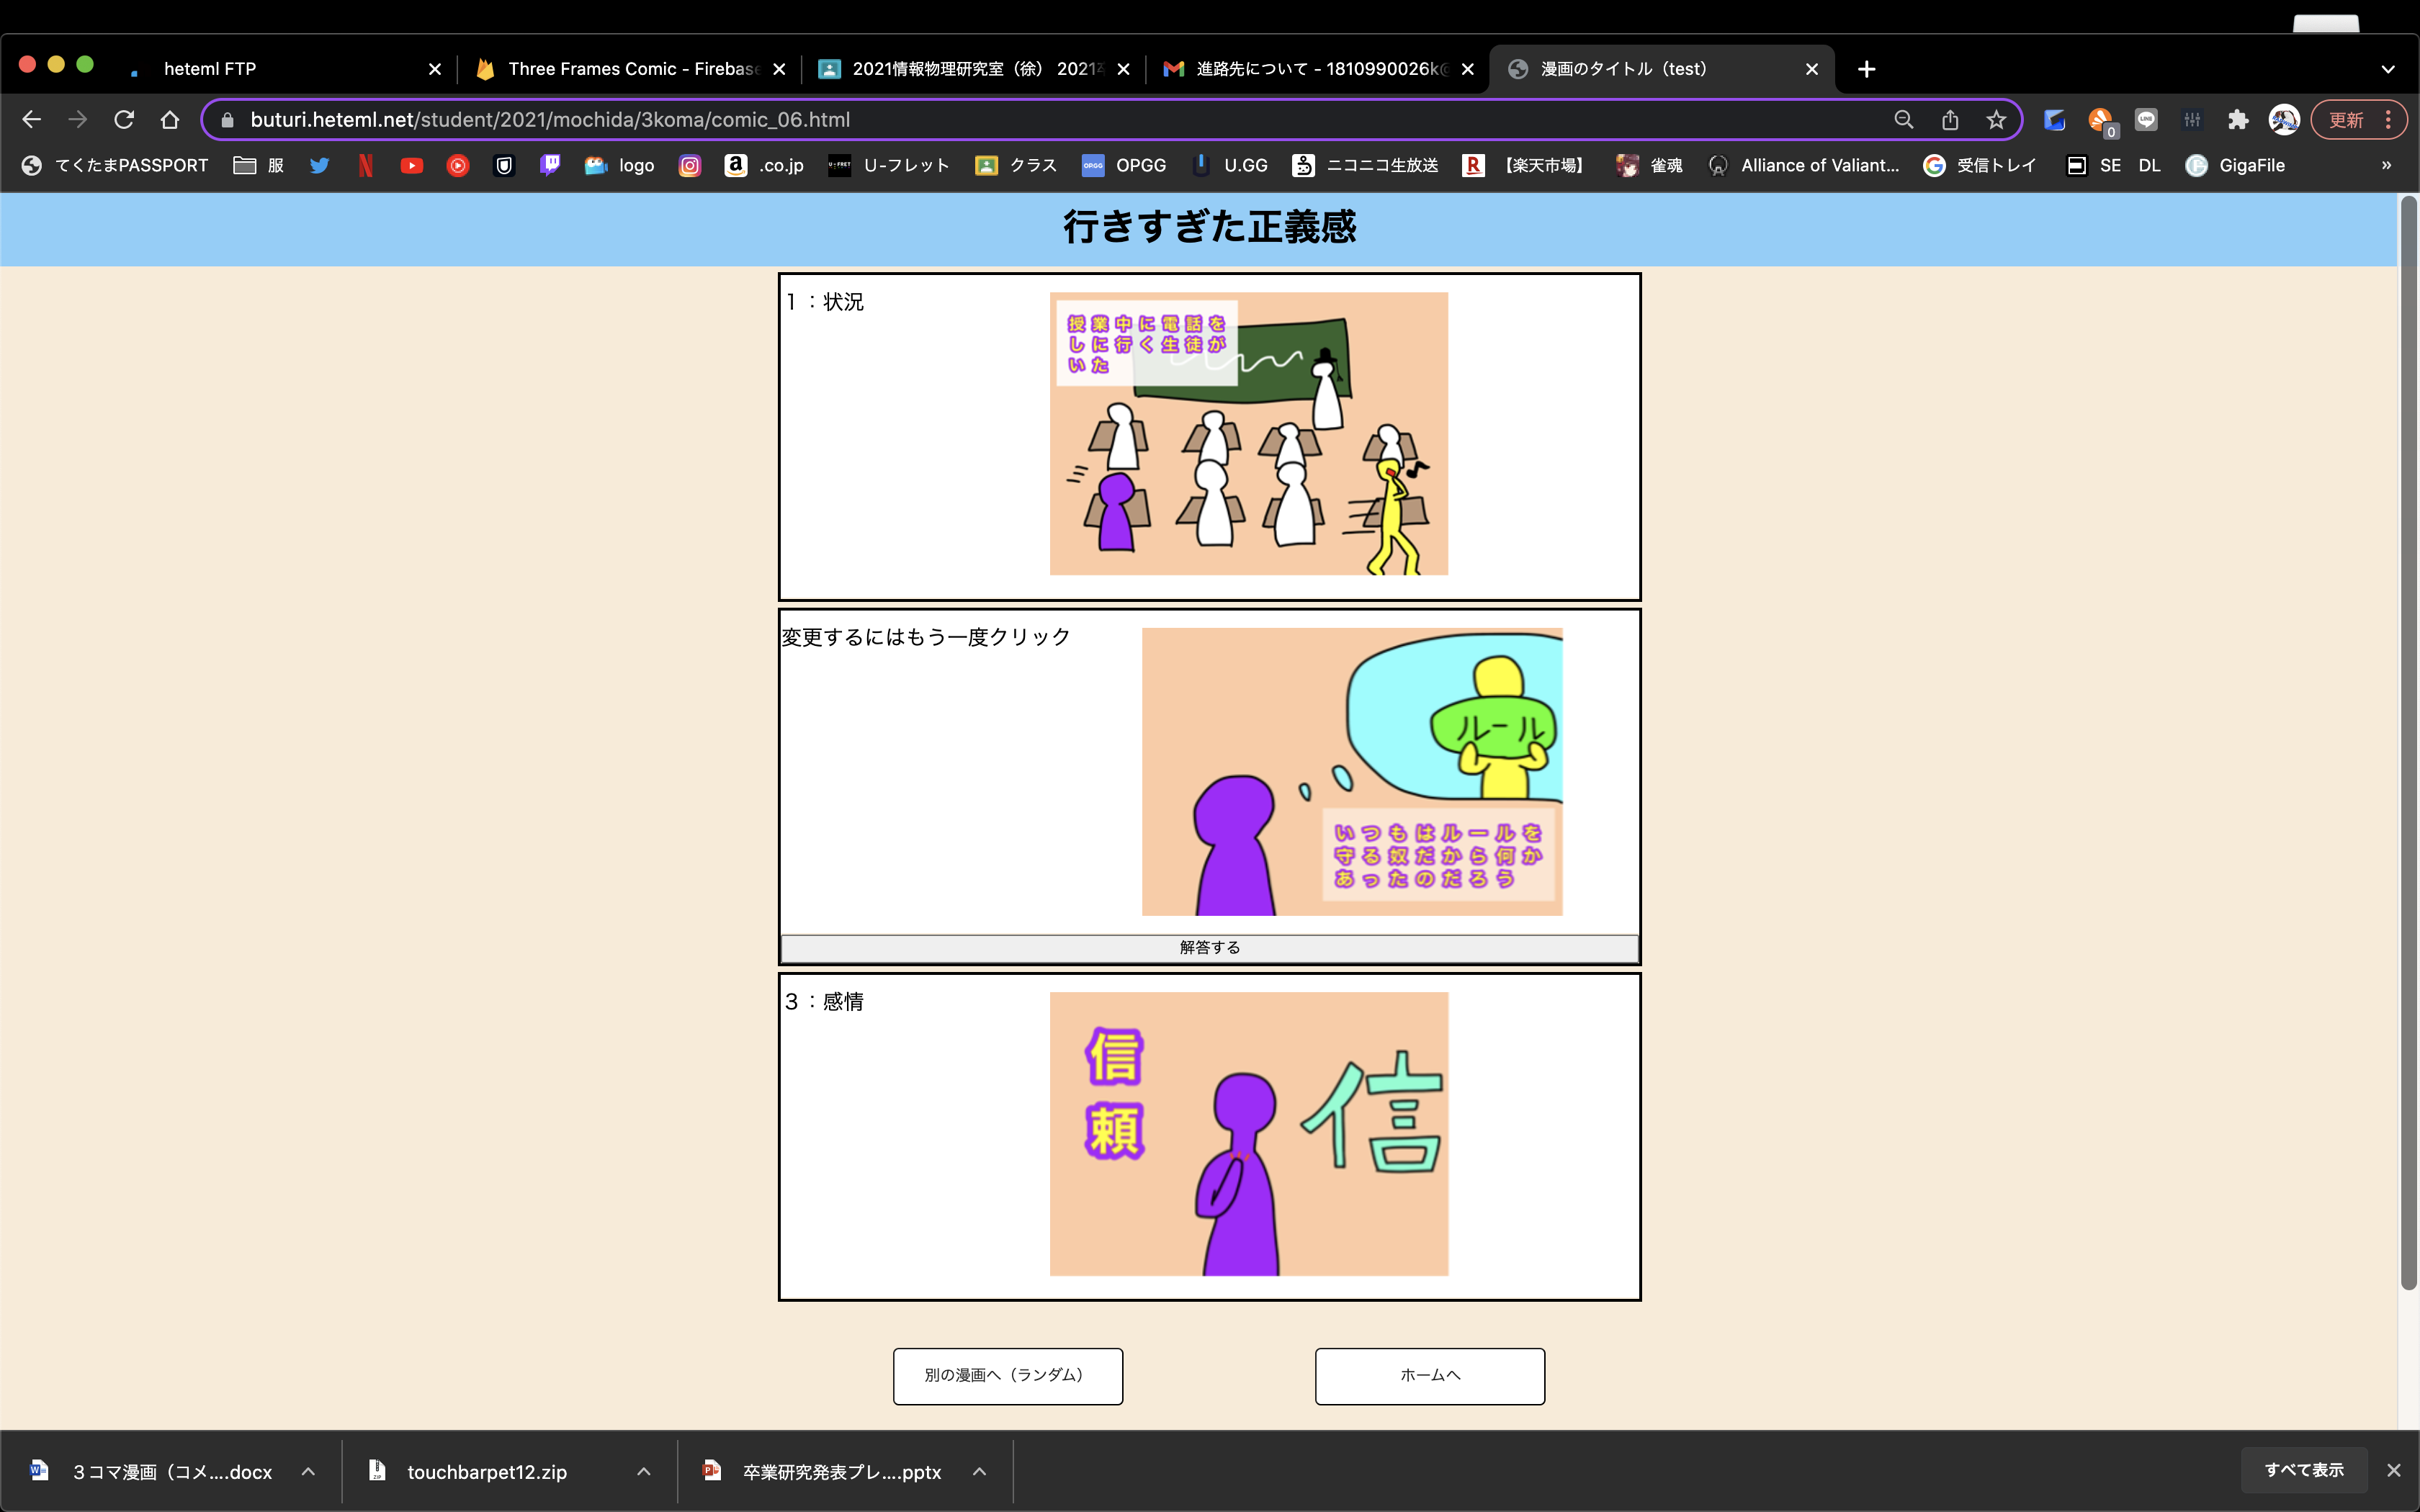 heteml FTP
Three Frames Comic - Firebase
2021情報物理研究室（徐） 2021
進路先について - 1810990026k@
漫画のタイトル（test）
buturi.heteml.net/student/2021/mochida/3koma/comic_06.html
0
LINE
更新
てくたまPASSPORT
服
logo
.co.jp
U-FRET
U-フレット
クラス
OPGG
OPGG
U.GG
ニコニコ生放送
【楽天市場】
雀魂
Alliance of Valiant...
受信トレイ
SE
DL
GigaFile
»
行きすぎた正義感
1：状況
授業中に電話を
しに行く生徒が
いた
変更するにはもう一度クリック
ルール
いつもはルールを
守る奴だから何か
あったのだろう
解答する
3：感情
信
頼
信
別の漫画へ（ランダム）
ホームへ
３コマ漫画（コメ....docx
touchbarpet12.zip
卒業研究発表プレ....pptx
すべて表示